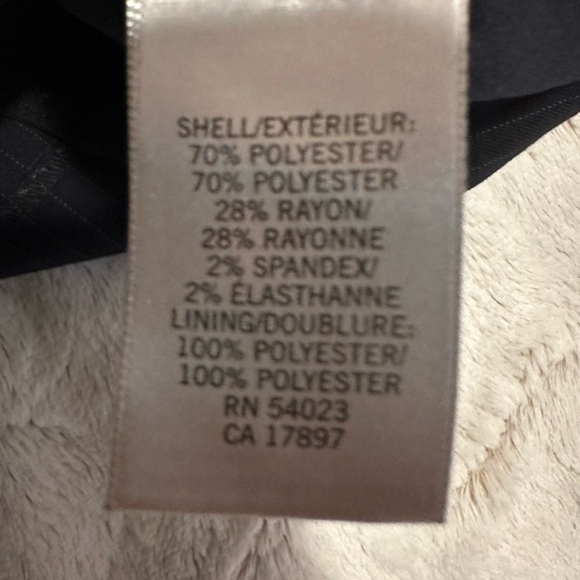 SHELL/EXTÉRIEUR:
70% POLYESTER/
70% POLYESTER
28% RAYON/
28% RAYONNE
2% SPANDEX/
2% ÉLASTHANNE
LINING/DOUBLURE:
100% POLYESTER/
100% POLYESTER
RN 54023
CA 17897